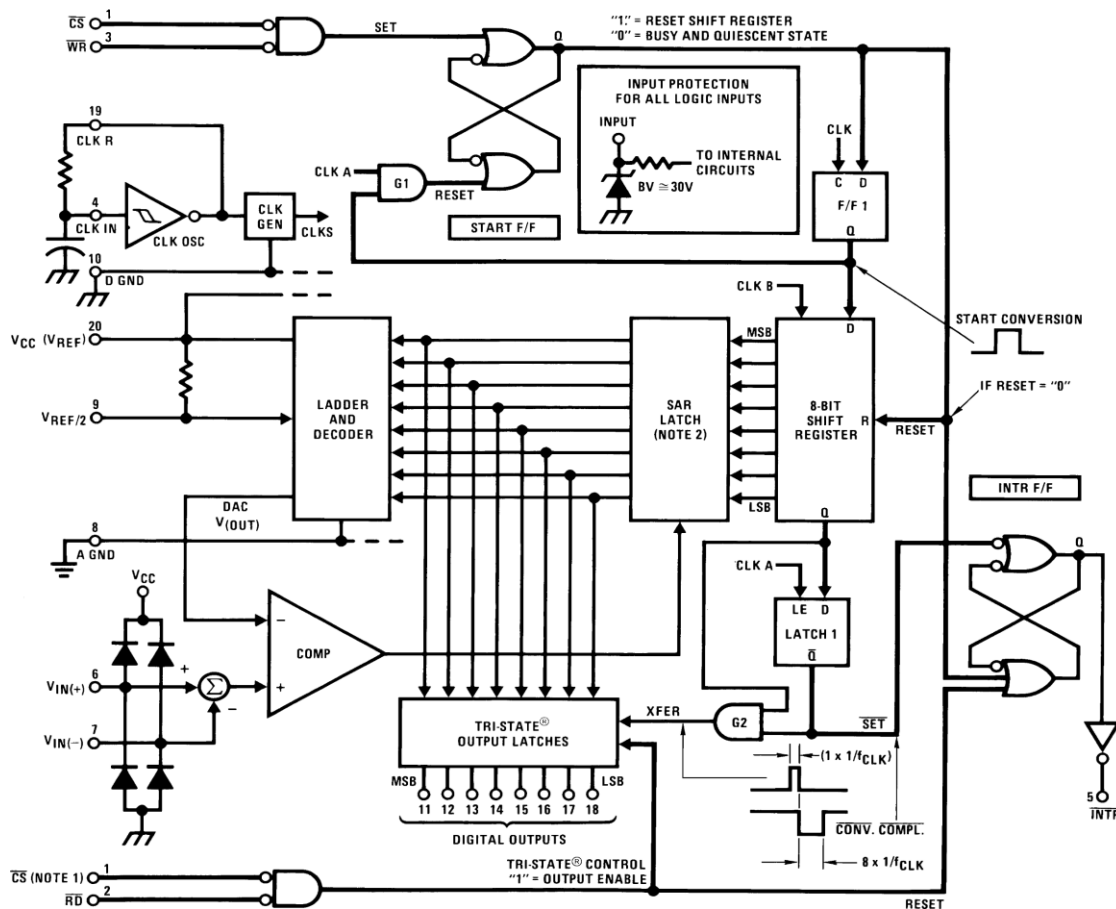 CS
1
WR
3
SET
Q
"1." = RESET SHIFT REGISTER
"0" = BUSY AND QUIESCENT STATE
INPUT PROTECTION
FOR ALL LOGIC INPUTS
INPUT
TO INTERNAL
CIRCUITS
BV ≅ 30V
19
CLK R
4
CLK IN
CLK OSC
CLK
GEN
CLKS
10
D GND
CLK A
G1
RESET
START F/F
CLK
C D
F/F 1
Q
CLK B
START CONVERSION
20
VCC (VREF)
9
VREF/2
LADDER
AND
DECODER
SAR
LATCH
(NOTE 2)
MSB
LSB
D
8-BIT
SHIFT
REGISTER
R
Q
RESET
IF RESET = "0"
INTR F/F
Q
DAC
V(OUT)
8
A GND
VCC
6
VIN(+)
7
VIN(−)
+
Σ
−
−
COMP
+
CLK A
LE D
LATCH 1
Q
XFER
G2
SET
TRI-STATE®
OUTPUT LATCHES
MSB
LSB
11 12 13 14 15 16 17 18
DIGITAL OUTPUTS
(1 x 1/fCLK)
CONV. COMPL.
8 x 1/fCLK
5
INTR
TRI-STATE® CONTROL
"1" = OUTPUT ENABLE
CS (NOTE 1)
1
RD
2
RESET